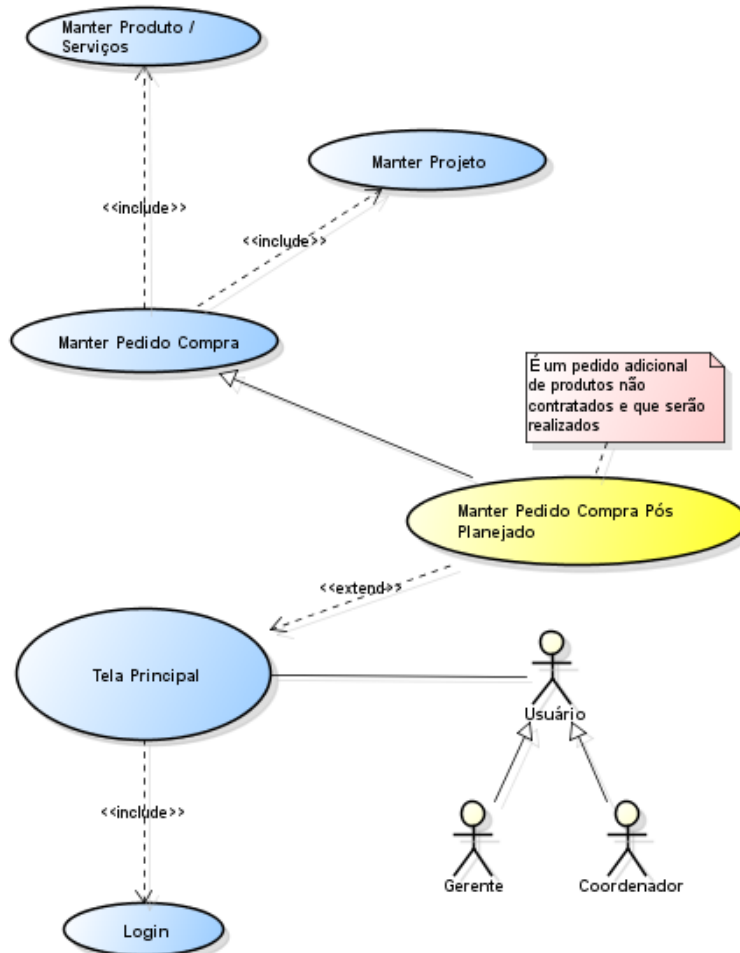 Manter Produto /
Serviços
Manter Projeto
<<include>>
<<include>>
Manter Pedido Compra
É um pedido adicional
de produtos não
contratados e que serão
realizados
Manter Pedido Compra Pós
Planejado
<<extend>>
Tela Principal
Usuário
<<include>>
Gerente
Coordenador
Login